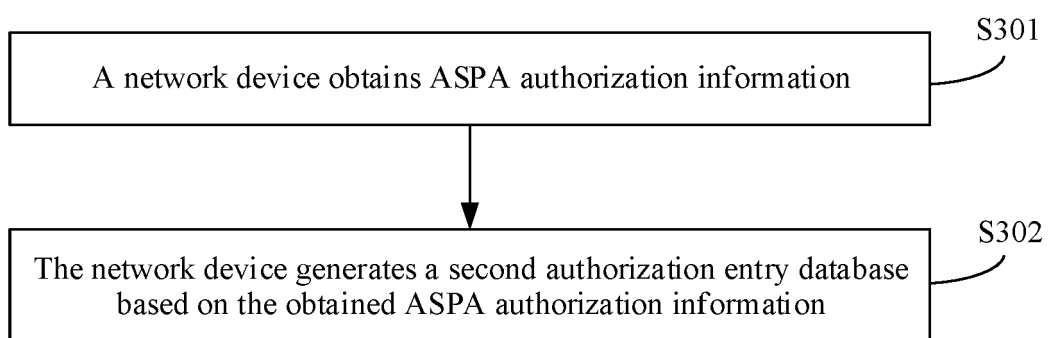 S301
A network device obtains ASPA authorization information
S302
The network device generates a second authorization entry database
based on the obtained ASPA authorization information